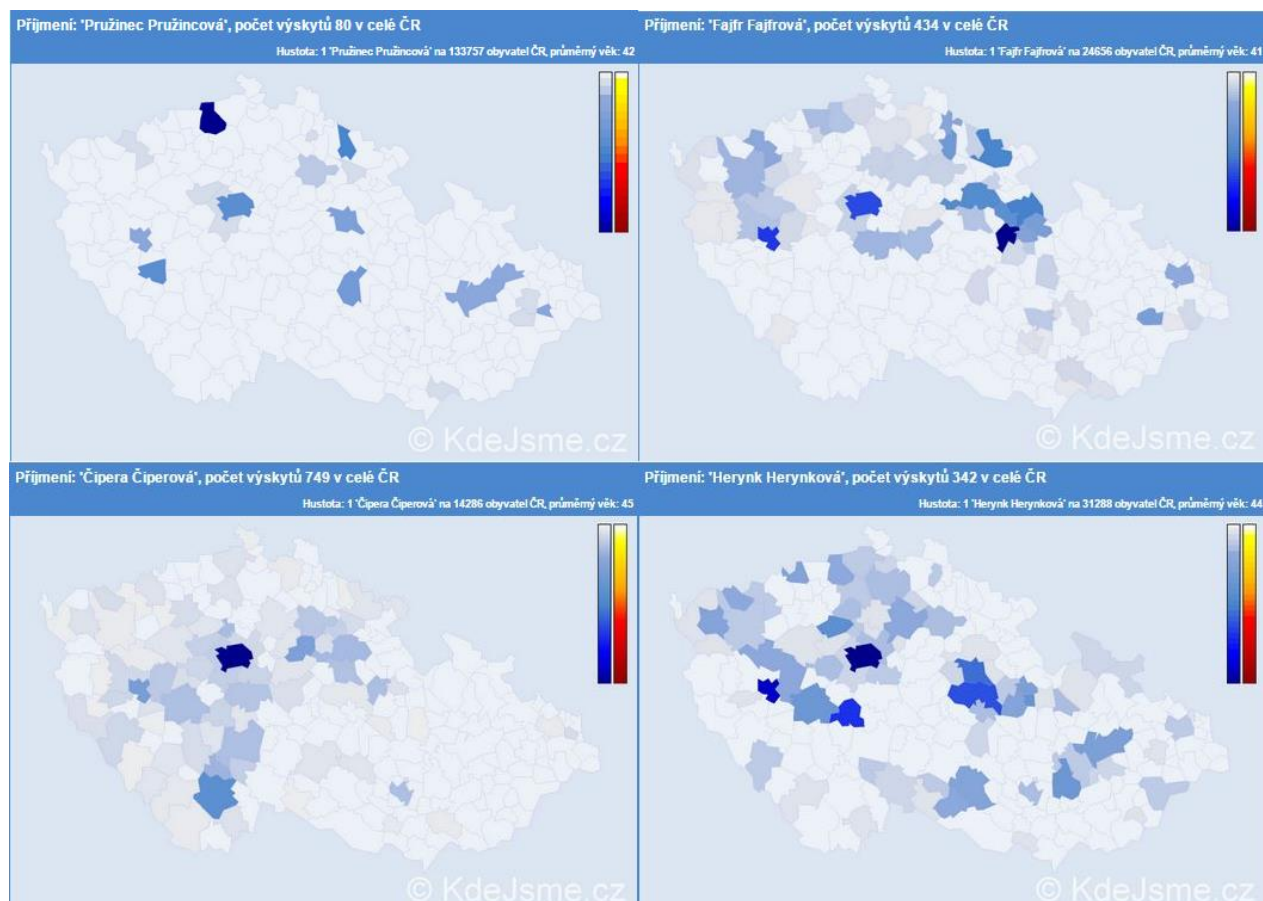 Příjmení: 'Pružinec Pružincová', počet výskytů 80 v celé ČR
Hustota: 1 'Pružinec Pružincová' na 133757 obyvatel ČR, průměrný věk: 42
© KdeJsme.cz
Příjmení: 'Fajfr Fajfrová', počet výskytů 434 v celé ČR
Hustota: 1 'Fajfr Fajfrová' na 24656 obyvatel ČR, průměrný věk: 41
© KdeJsme.cz
Příjmení: 'Čipera Čiperová', počet výskytů 749 v celé ČR
Hustota: 1 'Čipera Čiperová' na 14286 obyvatel ČR, průměrný věk: 45
© KdeJsme.cz
Příjmení: 'Herynk Herynková', počet výskytů 342 v celé ČR
Hustota: 1 'Herynk Herynková' na 31288 obyvatel ČR, průměrný věk: 44
© KdeJsme.cz